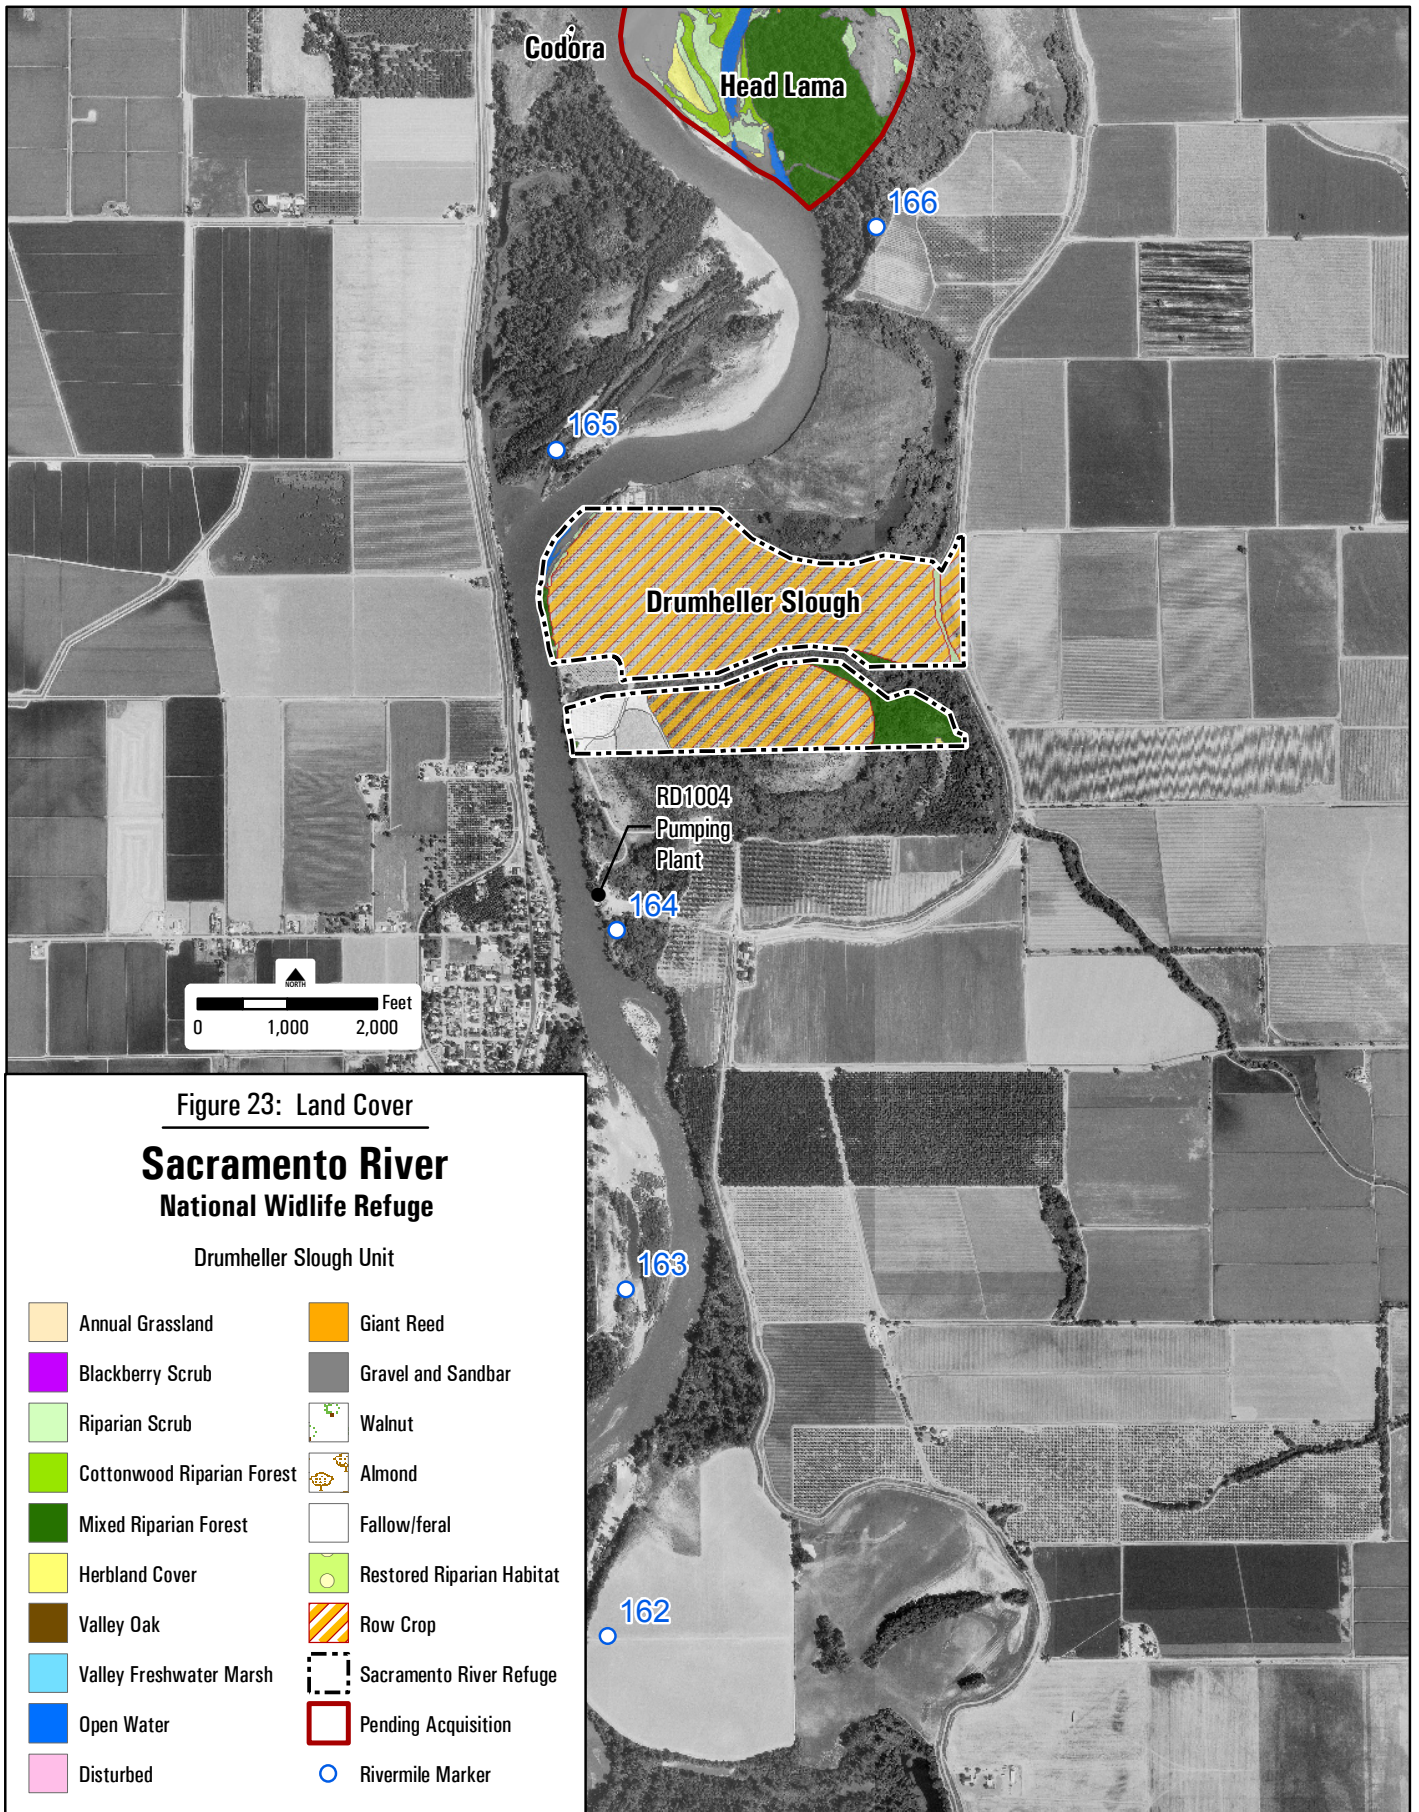 Codora
Head Lama
166
165
Drumheller Slough
RD1004
Pumping
Plant
164
NORTH
Feet
0 1,000 2,000
Figure 23: Land Cover
Sacramento River
National Widlife Refuge
Drumheller Slough Unit
163
Annual Grassland
Blackberry Scrub
Riparian Scrub
Cottonwood Riparian Forest
Mixed Riparian Forest
Herbland Cover
Valley Oak
Valley Freshwater Marsh
Open Water
Disturbed
Giant Reed
Gravel and Sandbar
Walnut
Almond
Fallow/feral
Restored Riparian Habitat
Row Crop
Sacramento River Refuge
Pending Acquisition
Rivermile Marker
162